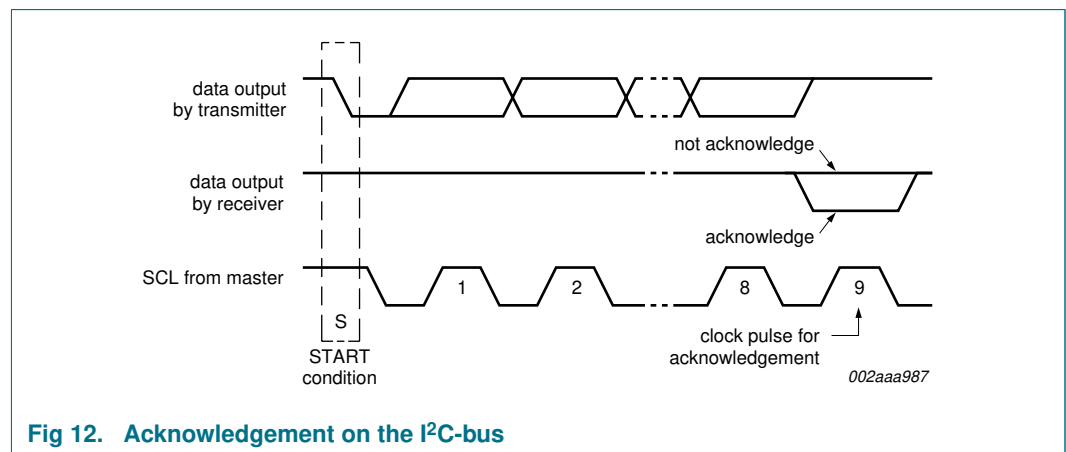 data output
by transmitter
not acknowledge
data output
by receiver
acknowledge
SCL from master
1
2
8
9
S
START
condition
clock pulse for
acknowledgement
002aaa987
Fig 12. Acknowledgement on the I²C-bus